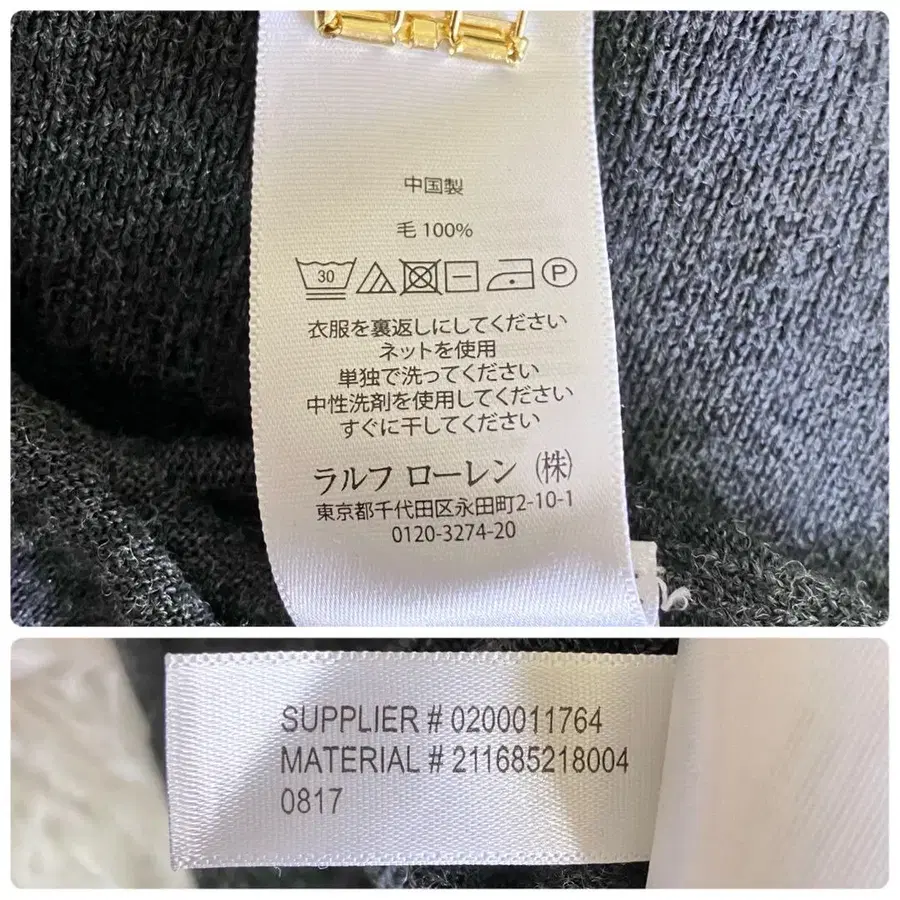 中国製
毛 100%
30
P
衣服を裏返しにしてください
ネットを使用
単独で洗ってください
中性洗剤を使用してください
すぐに干してください
ラルフ ローレン（株）
東京都千代田区永田町2-10-1
0120-3274-20
SUPPLIER # 0200011764
MATERIAL # 211685218004
0817